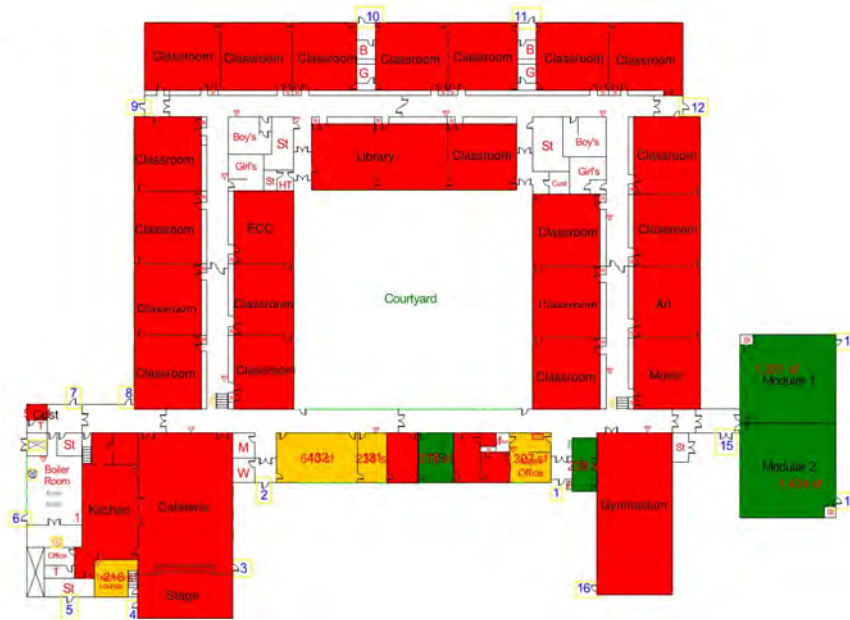 10
11
B
B
Classroom
Classroom
Classroom
Classroom
Classroom
Classroom
Classroom
G
G
9
12
Boy's
St
Library
Classroom
St
Boy's
Classroom
Classroom
Girl's
Girl's
St
HT
Cust
Classroom
ECC
Classroom
Classroom
Courtyard
Classroom
Classroom
Classroom
Art
Classroom
Classroom
Classroom
Music
Modular 1
7
8
Cust
T
St
M
W
St
15
Boiler
Room
2
1
Office
Modular 2
6
Kitchen
Cafeteria
Gymnasium
Office
T
3
16
St
Stage
5
4